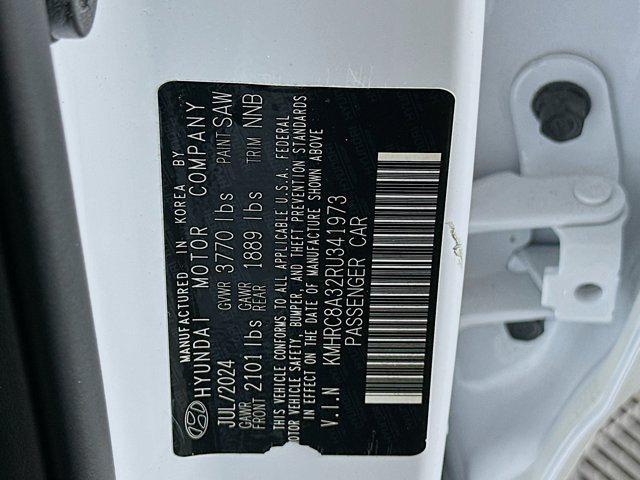 MANUFACTURED IN KOREA BY
HYUNDAI MOTOR COMPANY
JUL/2024 GVWR 3770 lbs PAINT SAW
GAWR FRONT 2101 lbs GAWR REAR 1889 lbs TRIM NNB
THIS VEHICLE CONFORMS TO ALL APPLICABLE U.S.A. FEDERAL
MOTOR VEHICLE SAFETY, BUMPER, AND THEFT PREVENTION STANDARDS
IN EFFECT ON THE DATE OF MANUFACTURE SHOWN ABOVE
V.I.N KMHRC8A32RU341973
PASSENGER CAR